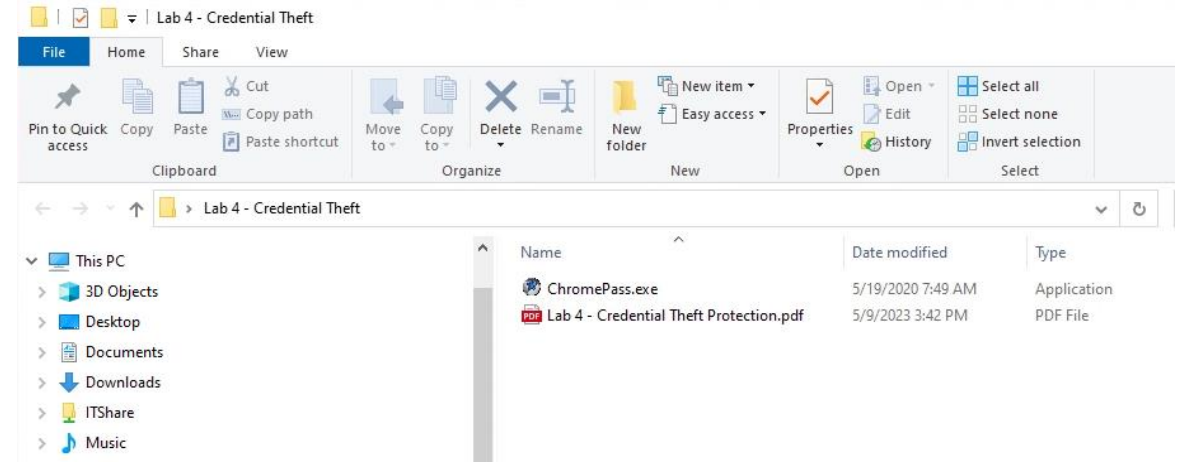 Lab 4 - Credential Theft
File Home Share View
Pin to Quick access
Copy
Paste
Cut
Copy path
Paste shortcut
Clipboard
Move to
Copy to
Delete
Rename
Organize
New folder
New item
Easy access
New
Properties
Open
Edit
History
Open
Select all
Select none
Invert selection
Select
Lab 4 - Credential Theft
This PC
3D Objects
Desktop
Documents
Downloads
ITShare
Music
Name Date modified Type
ChromePass.exe 5/19/2020 7:49 AM Application
PDF Lab 4 - Credential Theft Protection.pdf 5/9/2023 3:42 PM PDF File